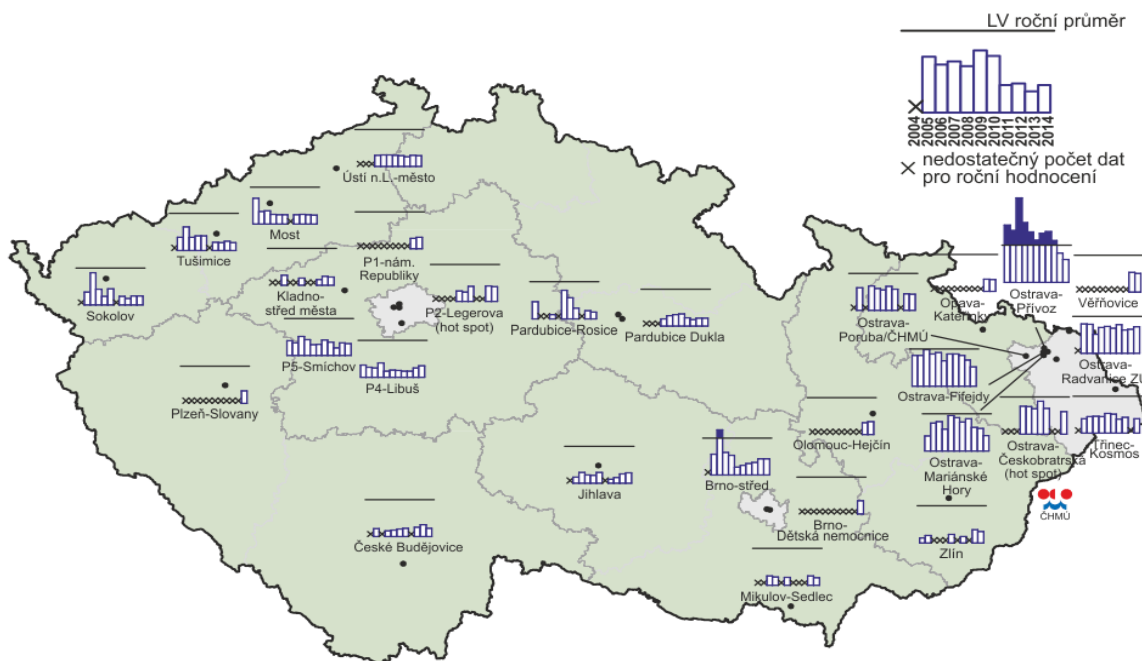 LV roční průměr
2004
2005
2006
2007
2008
2009
2010
2011
2012
2013
2014
× nedostatečný počet dat
pro roční hodnocení
Ústí n.L.-město
Most
Tušimice
Sokolov
P1-nám.
Republiky
Kladno-
střed města
P2-Legerova
(hot spot)
Pardubice-Rosice
Pardubice Dukla
P5-Smíchov
P4-Libuš
Plzeň-Slovany
Ostrava-
Poruba/ČHMÚ
Opava-
Kateřinky
Ostrava-
Přívoz
Věřňovice
Ostrava-
Radvanice ZÚ
Ostrava-Fifejdy
Olomouc-Hejčín
Ostrava-
Mariánské
Hory
Ostrava-
Českobratrská
(hot spot)
Třinec-
Kosmos
Jihlava
Brno-střed
Brno-
Dětská nemocnice
České Budějovice
Zlín
Mikulov-Sedlec
ČHMÚ